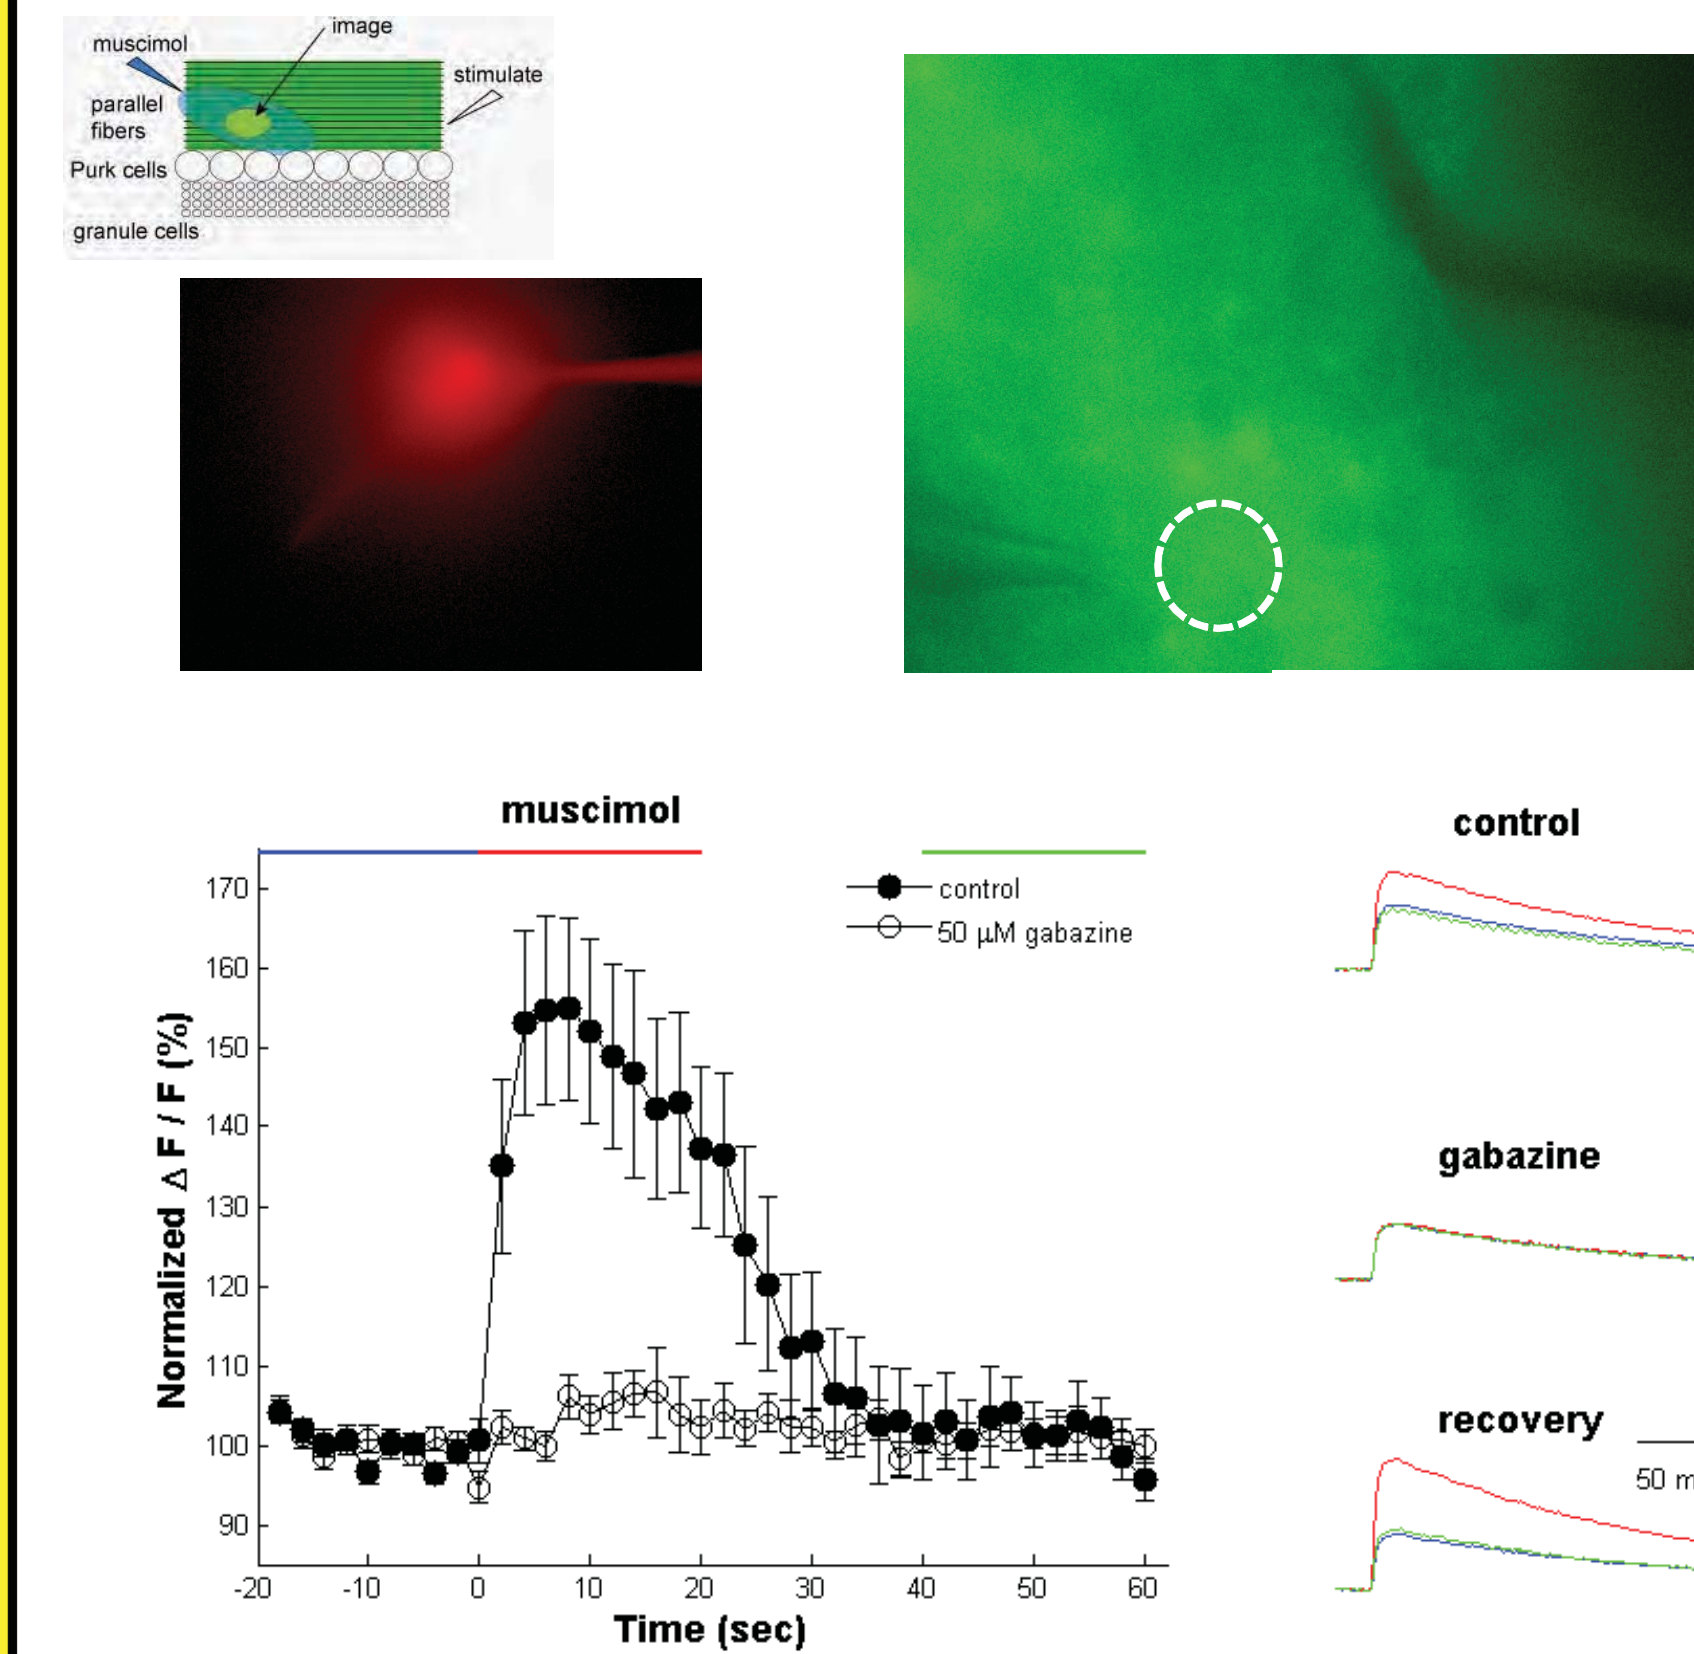 image
muscimol
stimulate
parallel
fibers
Purk cells
granule cells
muscimol
control
50 μM gabazine
170
160
150
140
130
120
110
100
90
Normalized Δ F / F (%)
-20 -10 0 10 20 30 40 50 60
Time (sec)
control
gabazine
recovery
50 m